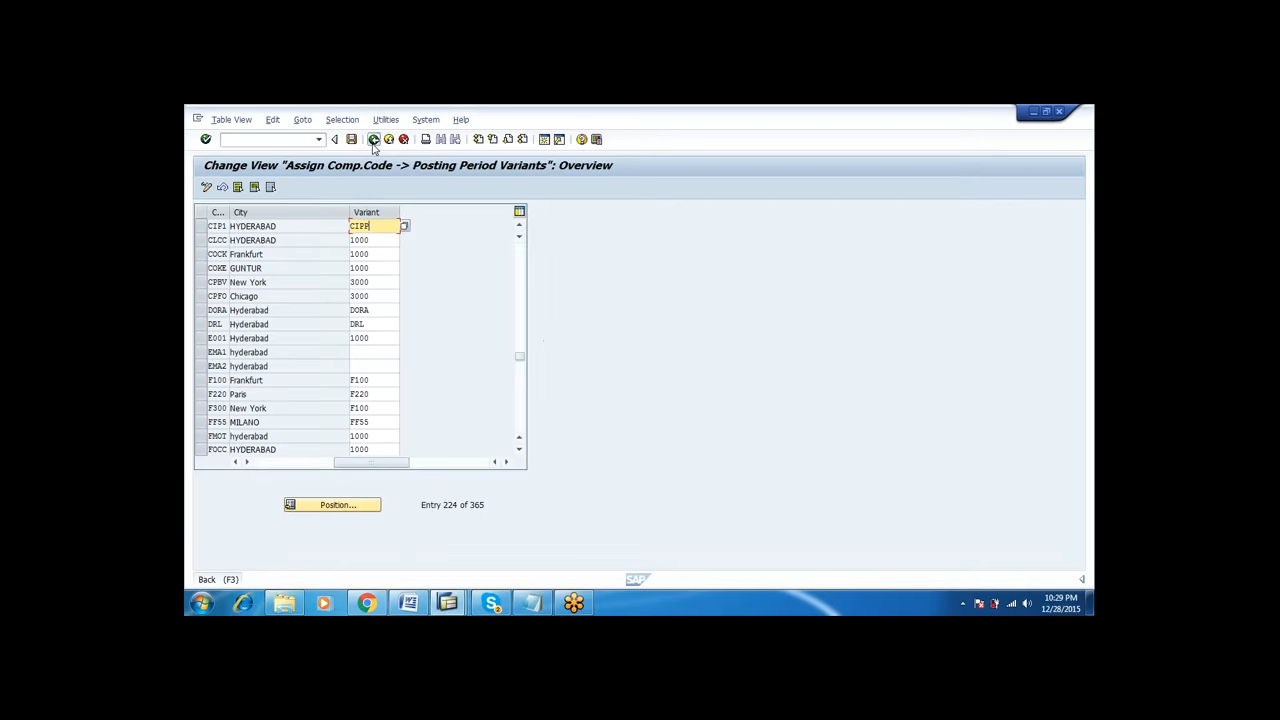 Table View Edit Goto Selection Utilities System Help
Change View "Assign Comp.Code -> Posting Period Variants": Overview
C... City Variant
CIP1 HYDERABAD CIPP
CLCC HYDERABAD 1000
COCK Frankfurt 1000
COKE GUNTUR 1000
CPBV New York 3000
CPFO Chicago 3000
DORA Hyderabad DORA
DRL Hyderabad DRL
E001 Hyderabad 1000
EMA1 hyderabad
EMA2 hyderabad
F100 Frankfurt F100
F220 Paris F220
F300 New York F100
FF55 MILANO FF55
FMOT hyderabad 1000
FOCC HYDERABAD 1000
Position... Entry 224 of 365
Back (F3) SAP
10:29 PM
12/28/2015